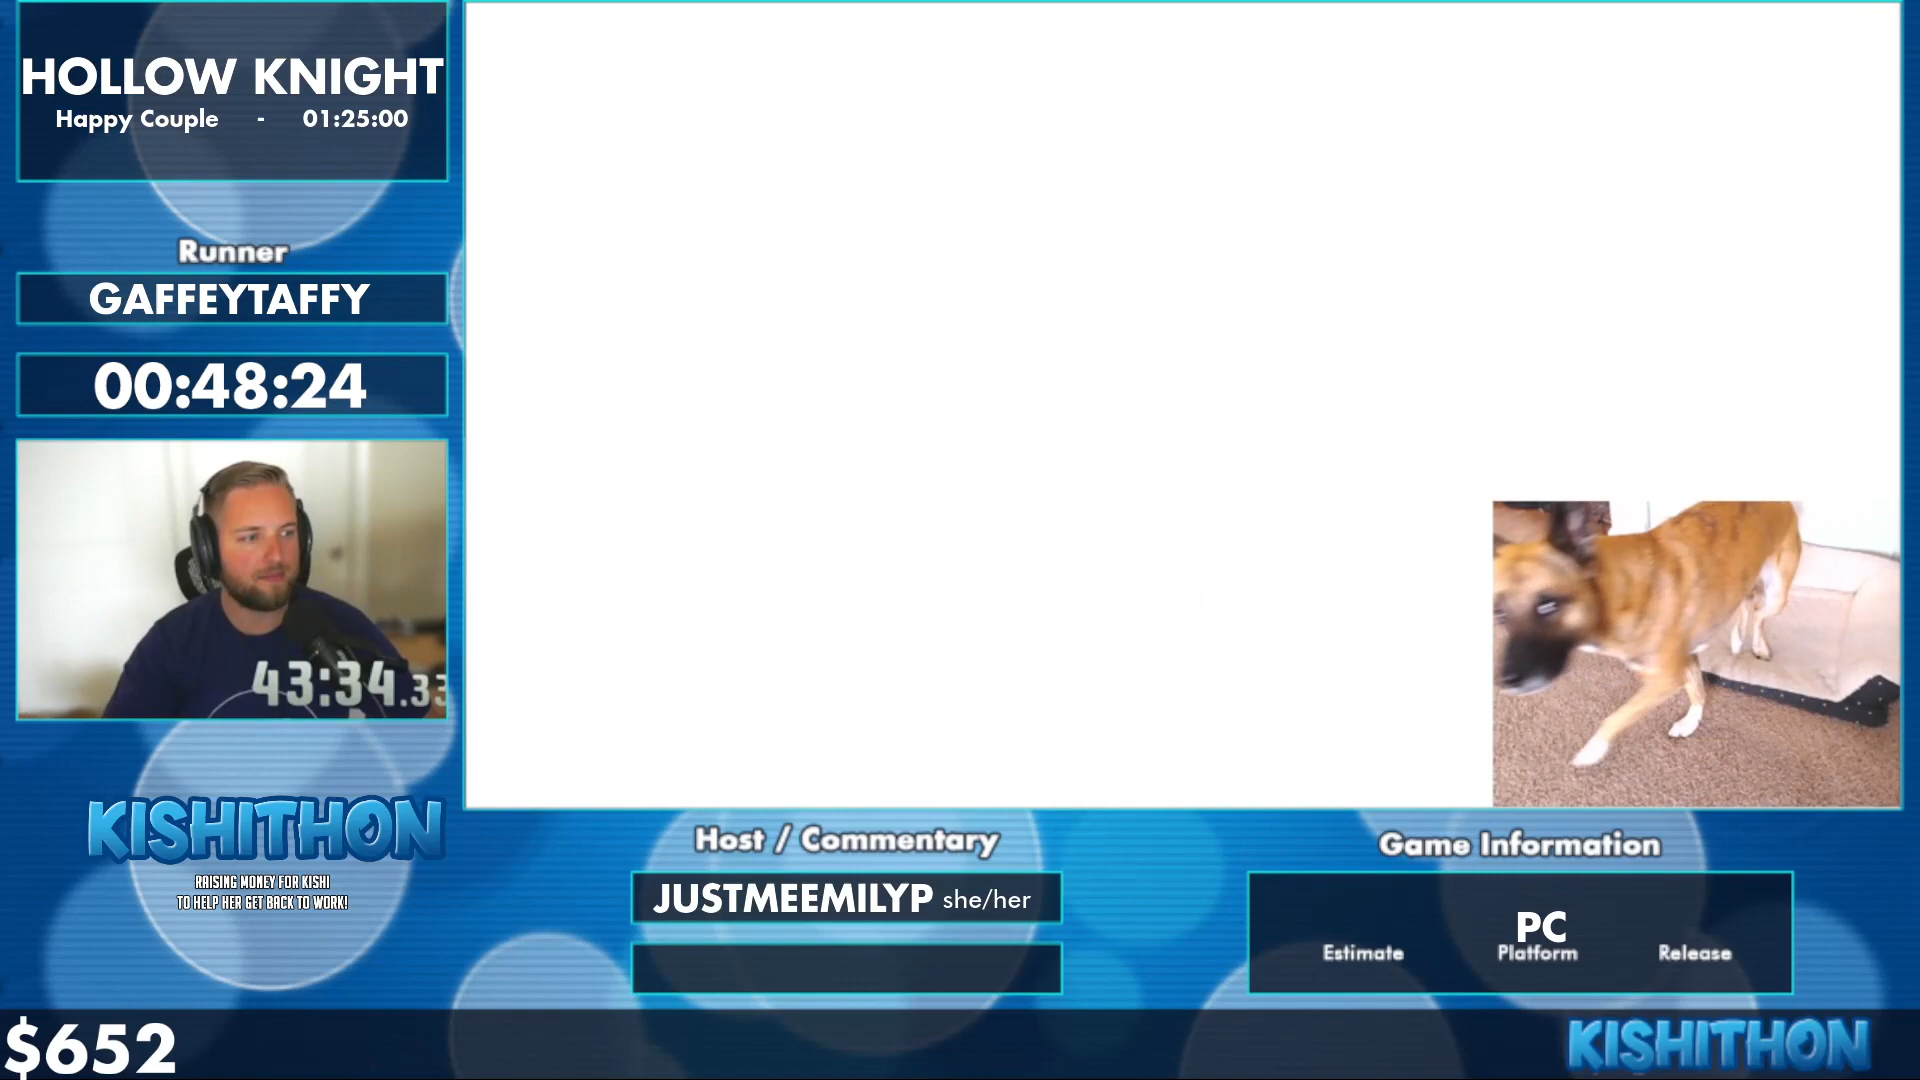 HOLLOW KNIGHT
Happy Couple - 01:25:00
Runner
GAFFEYTAFFY
00:48:24
43:34.33
KISHITHON
RAISING MONEY FOR KISHI
TO HELP HER GET BACK TO WORK!
Host / Commentary
JUSTMEEMILYP she/her
Game Information
PC
Estimate Platform Release
$652
KISHITHON